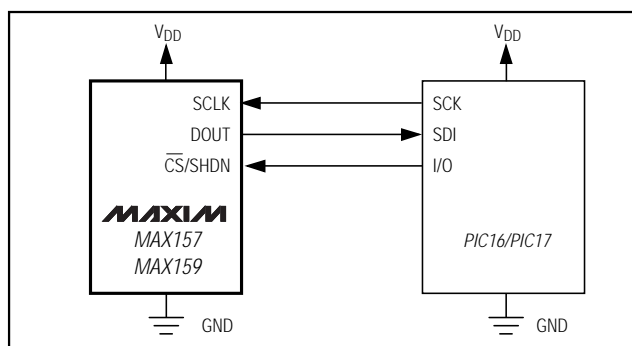 VDD VDD
SCLK SCK
DOUT SDI
CS/SHDN I/O
MAXIM
MAX157
MAX159
PIC16/PIC17
GND GND